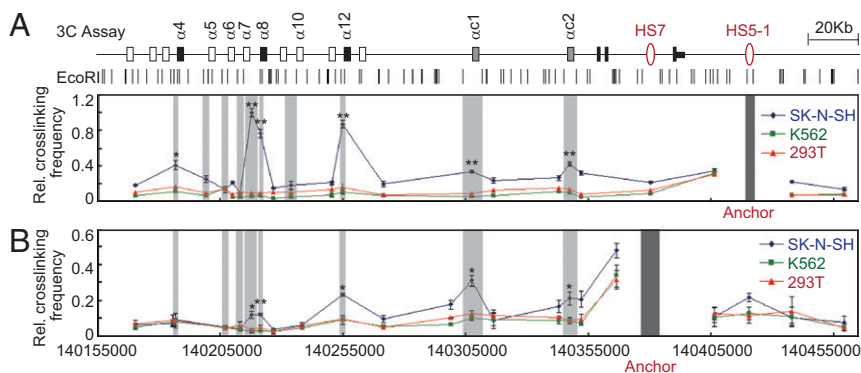 A
3C Assay
α4
α5
α6
α7
α8
α10
α12
αc1
αc2
HS7
HS5-1
20Kb
EcoRI
Rel. crosslinking
frequency
1.2
0.8
0.4
0
*
**
**
**
**
**
SK-N-SH
K562
293T
Anchor
B
Rel. crosslinking
frequency
0.6
0.4
0.2
0
*
**
*
*
*
SK-N-SH
K562
293T
140155000
140205000
140255000
140305000
140355000
140405000
140455000
Anchor